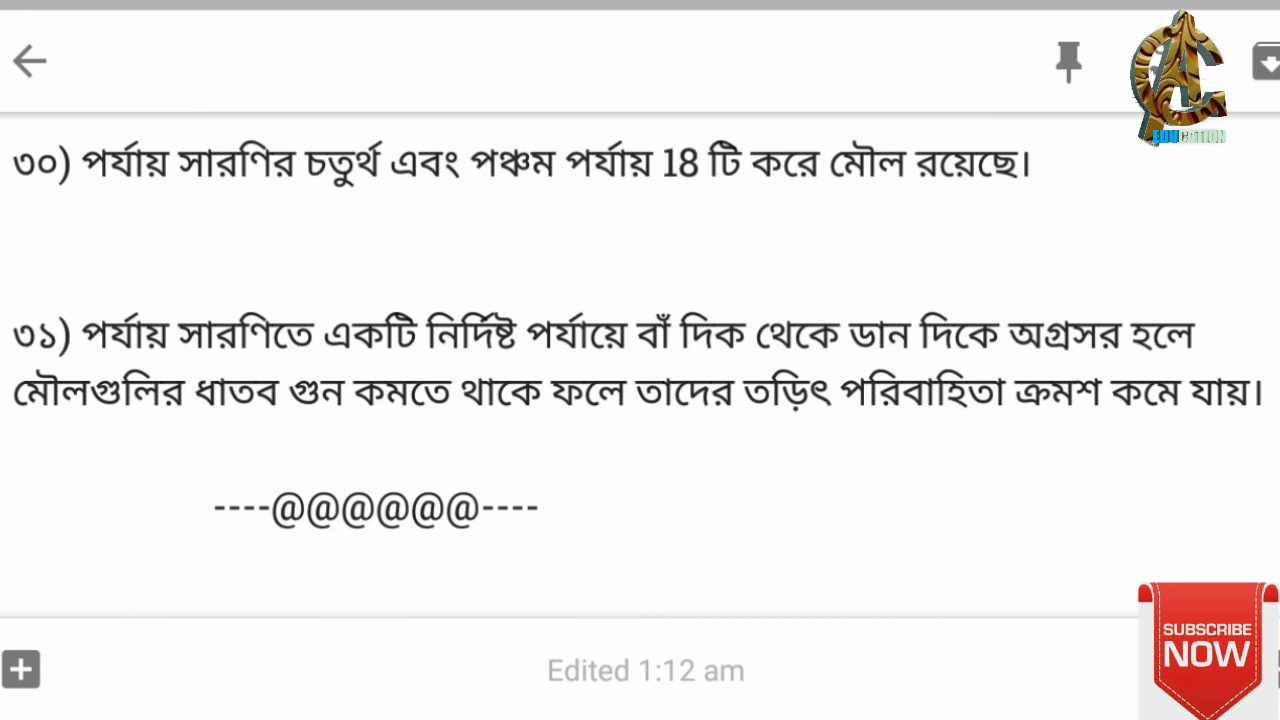 EDUCATION
৩০) পর্যায় সারণির চতুর্থ এবং পঞ্চম পর্যায় 18 টি করে মৌল রয়েছে।
৩১) পর্যায় সারণিতে একটি নির্দিষ্ট পর্যায়ে বাঁ দিক থেকে ডান দিকে অগ্রসর হলে
মৌলগুলির ধাতব গুন কমতে থাকে ফলে তাদের তড়িৎ পরিবাহিতা ক্রমশ কমে যায়।
----@@@@@@----
SUBSCRIBE
NOW
Edited 1:12 am